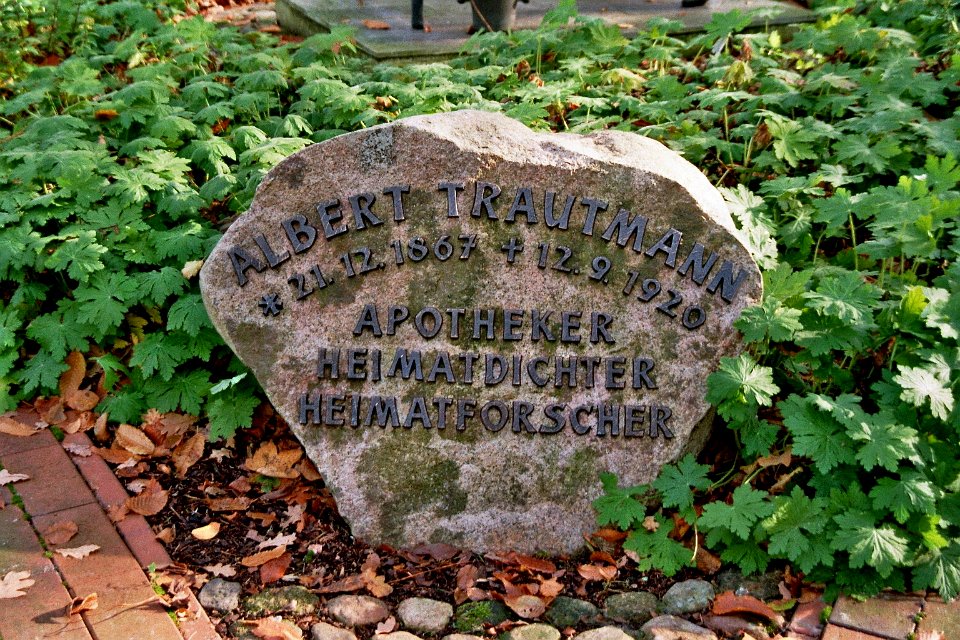 ALBERT TRAUTMANN
* 21.12.1867 + 12.9.1920
APOTHEKER
HEIMATDICHTER
HEIMATFORSCHER